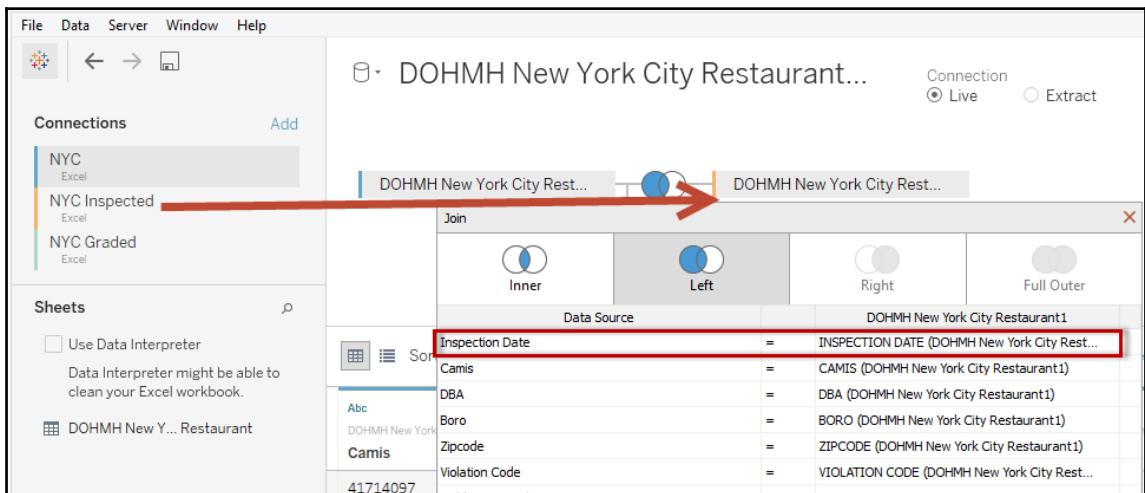 File Data Server Window Help
DOHMH New York City Restaurant...
Connection
Live Extract
Connections Add
NYC
Excel
NYC Inspected
Excel
NYC Graded
Excel
DOHMH New York City Rest... DOHMH New York City Rest...
Join
Inner Left Right Full Outer
Data Source DOHMH New York City Restaurant1
Inspection Date = INSPECTION DATE (DOHMH New York City Rest...
Camis = CAMIS (DOHMH New York City Restaurant1)
DBA = DBA (DOHMH New York City Restaurant1)
Boro = BORO (DOHMH New York City Restaurant1)
Zipcode = ZIPCODE (DOHMH New York City Restaurant1)
Violation Code = VIOLATION CODE (DOHMH New York City Rest...
Sheets
Use Data Interpreter
Data Interpreter might be able to
clean your Excel workbook.
DOHMH New Y... Restaurant
Sor
Abc
DOHMH New York
Camis
41714097